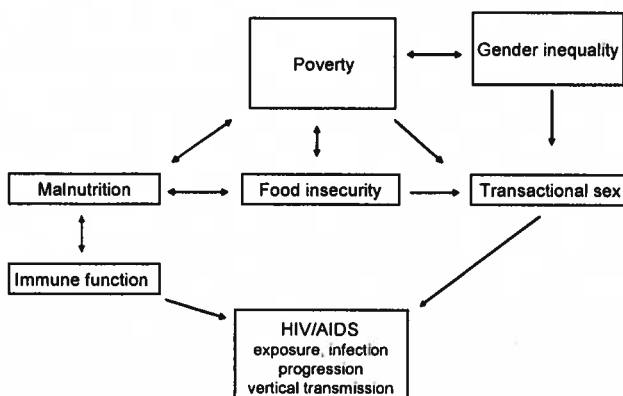 Poverty
Gender inequality
Malnutrition
Food insecurity
Transactional sex
Immune function
HIV/AIDS
exposure, infection
progression
vertical transmission